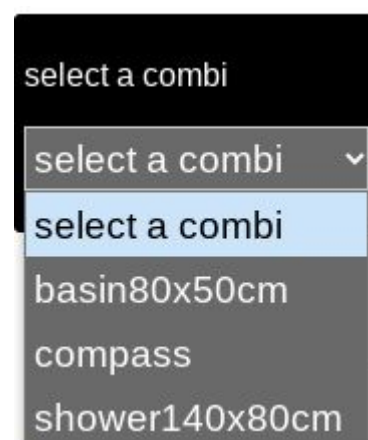 select a combi
select a combi
select a combi
basin80x50cm
compass
shower140x80cm